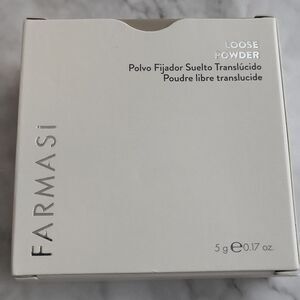 LOOSE
POWDER
Polvo Fijador Suelto Translúcido
Poudre libre translucide
FARMASi
5 g ℮ 0.17 oz.